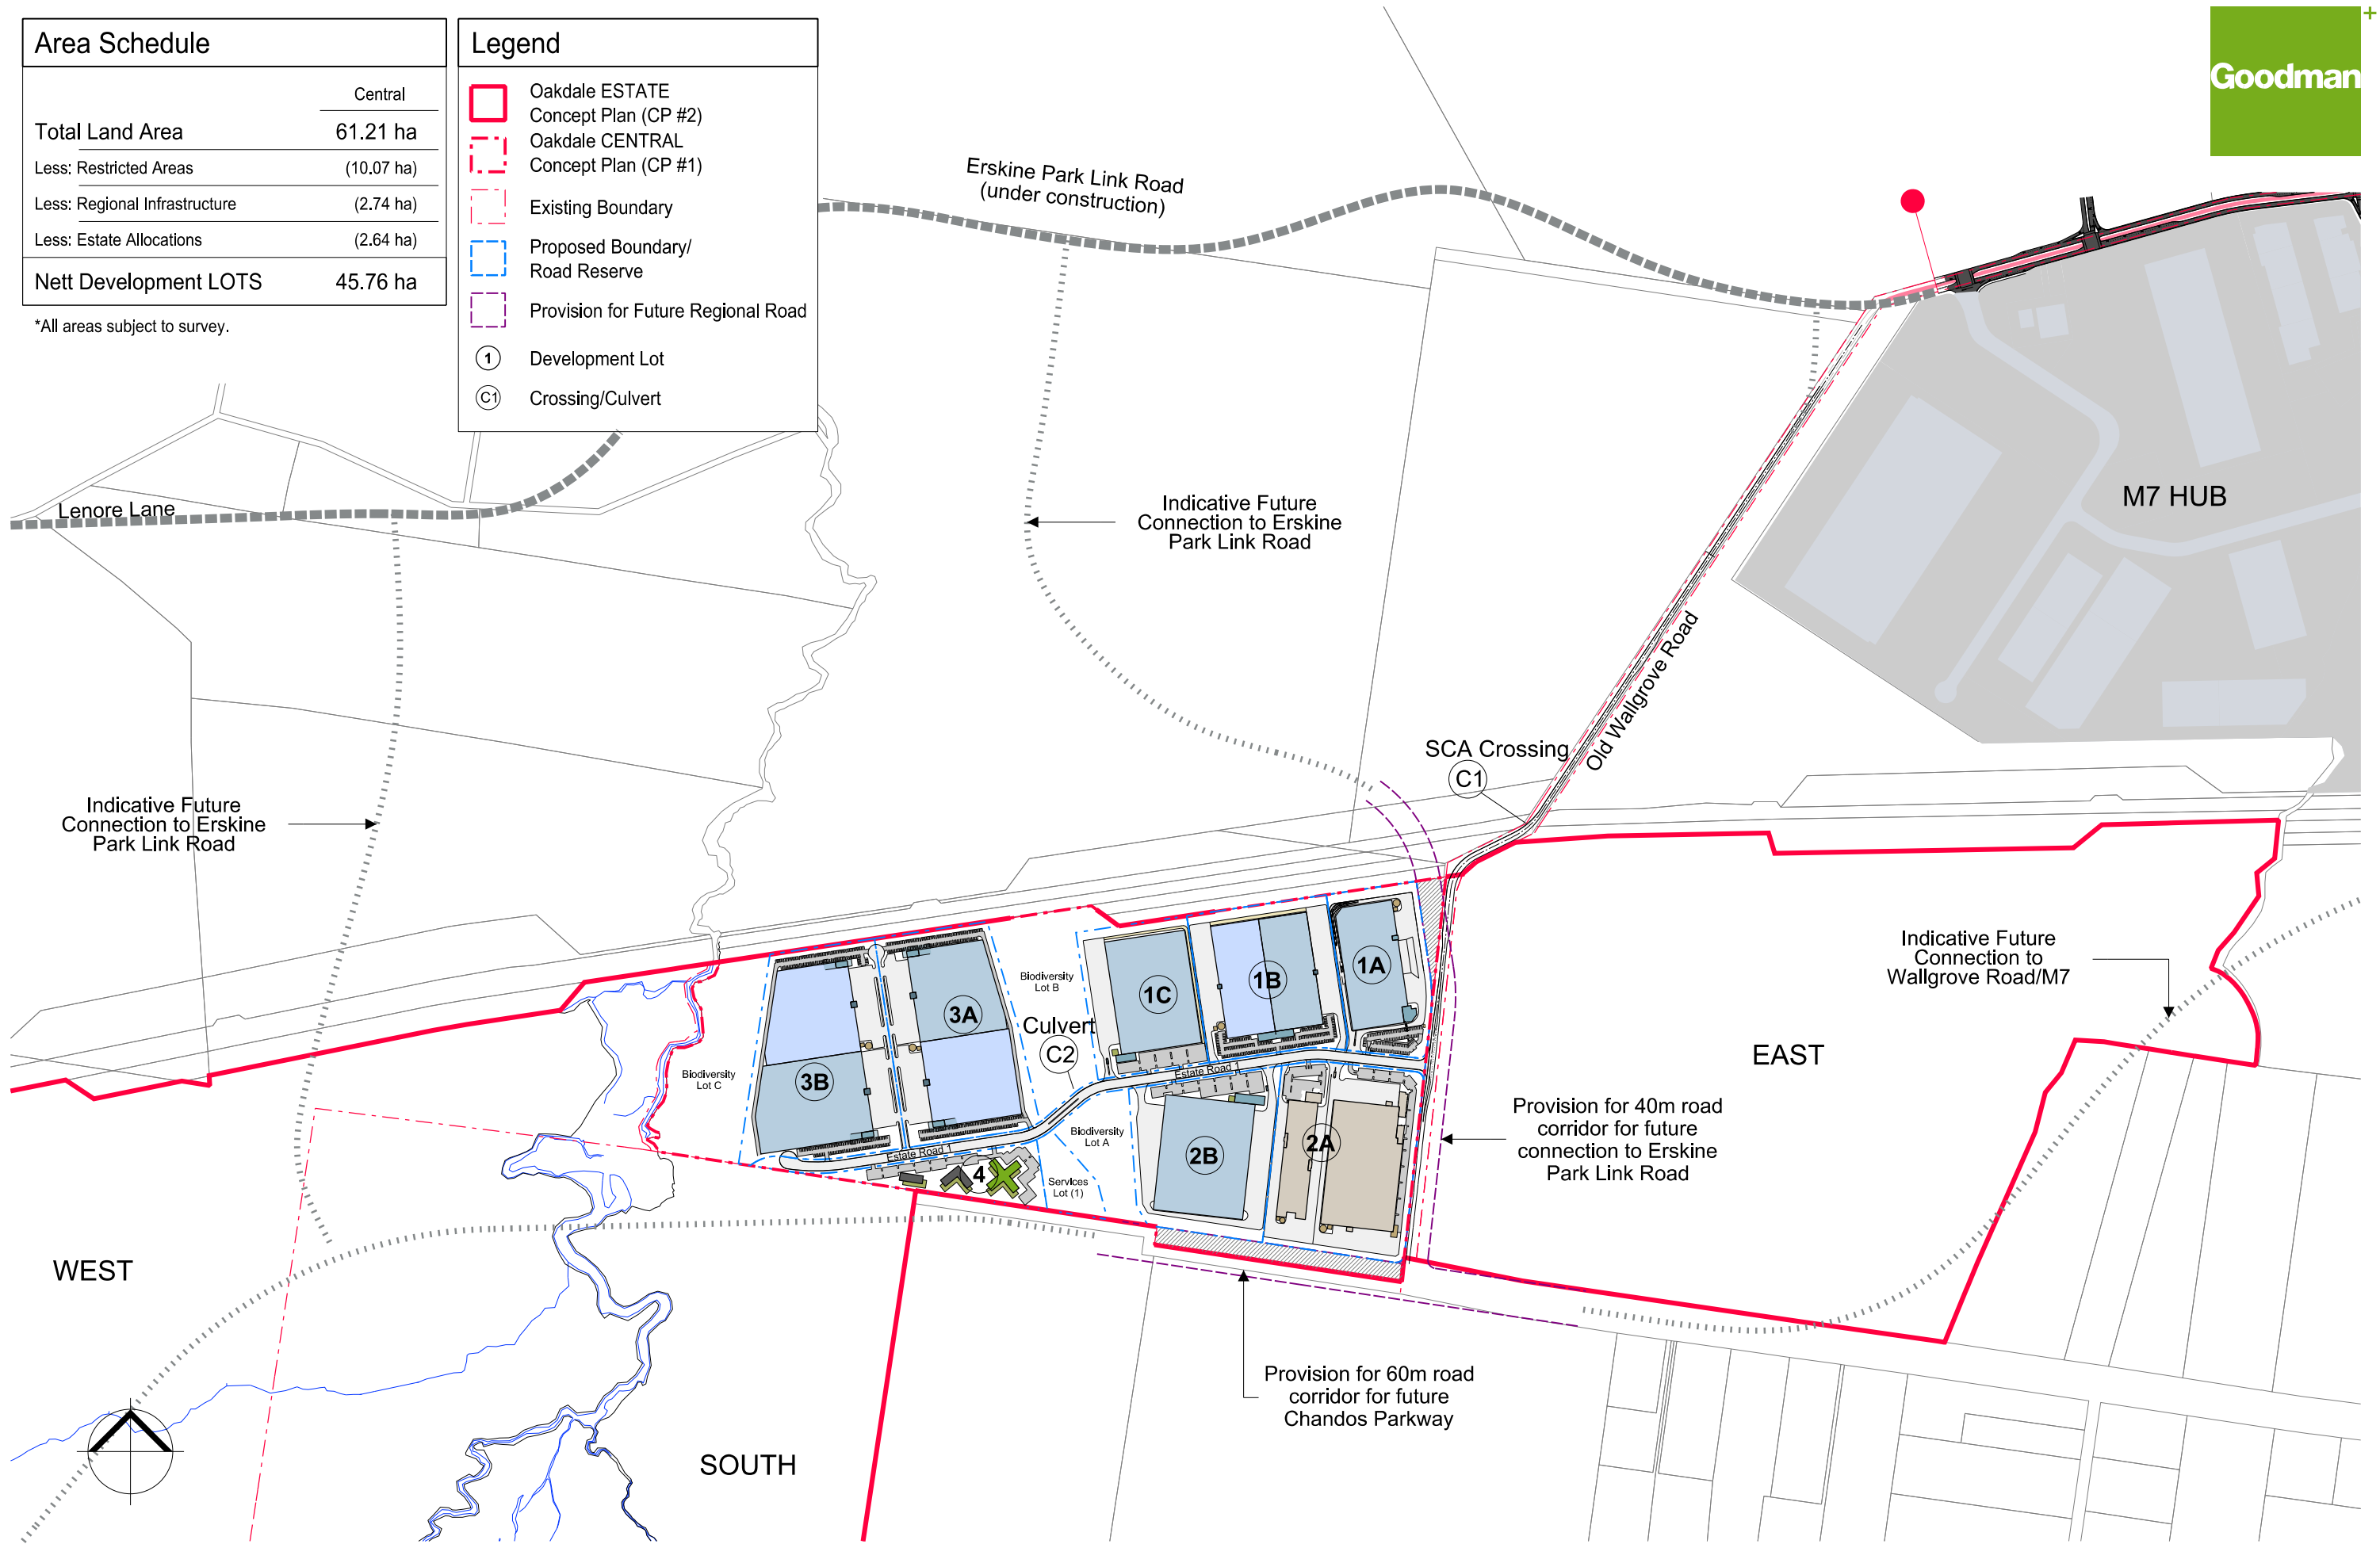 Area Schedule
Central
Total Land Area 61.21 ha
Less: Restricted Areas (10.07 ha)
Less: Regional Infrastructure (2.74 ha)
Less: Estate Allocations (2.64 ha)
Nett Development LOTS 45.76 ha
*All areas subject to survey.
Legend
Oakdale ESTATE
Concept Plan (CP #2)
Oakdale CENTRAL
Concept Plan (CP #1)
Existing Boundary
Proposed Boundary/
Road Reserve
Provision for Future Regional Road
1 Development Lot
C1 Crossing/Culvert
Goodman
+
Erskine Park Link Road
(under construction)
Lenore Lane
Indicative Future
Connection to Erskine
Park Link Road
M7 HUB
Old Wallgrove Road
SCA Crossing
C1
Indicative Future
Connection to Erskine
Park Link Road
Indicative Future
Connection to
Wallgrove Road/M7
EAST
1A
1B
1C
Biodiversity
Lot B
3A
Culvert
C2
3B
Biodiversity
Lot C
Estate Road 1
Biodiversity
Lot A
2A
2B
Estate Road 1
4
Services
Lot (1)
Provision for 40m road
corridor for future
connection to Erskine
Park Link Road
WEST
Provision for 60m road
corridor for future
Chandos Parkway
SOUTH